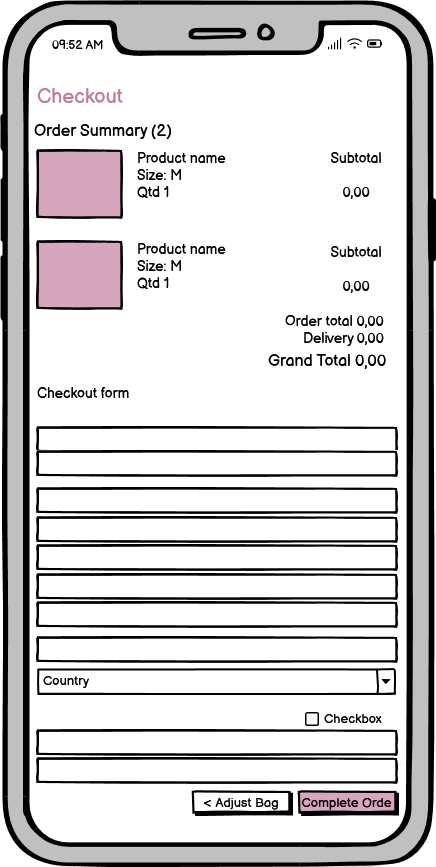 09:52 AM
Checkout
Order Summary (2)
Product name
Subtotal
Size: M
Qtd 1
0,00
Product name
Subtotal
Size: M
Qtd 1
0,00
Order total 0,00
Delivery 0,00
Grand Total 0,00
Checkout form
Country
Checkbox
< Adjust Bag
Complete Orde